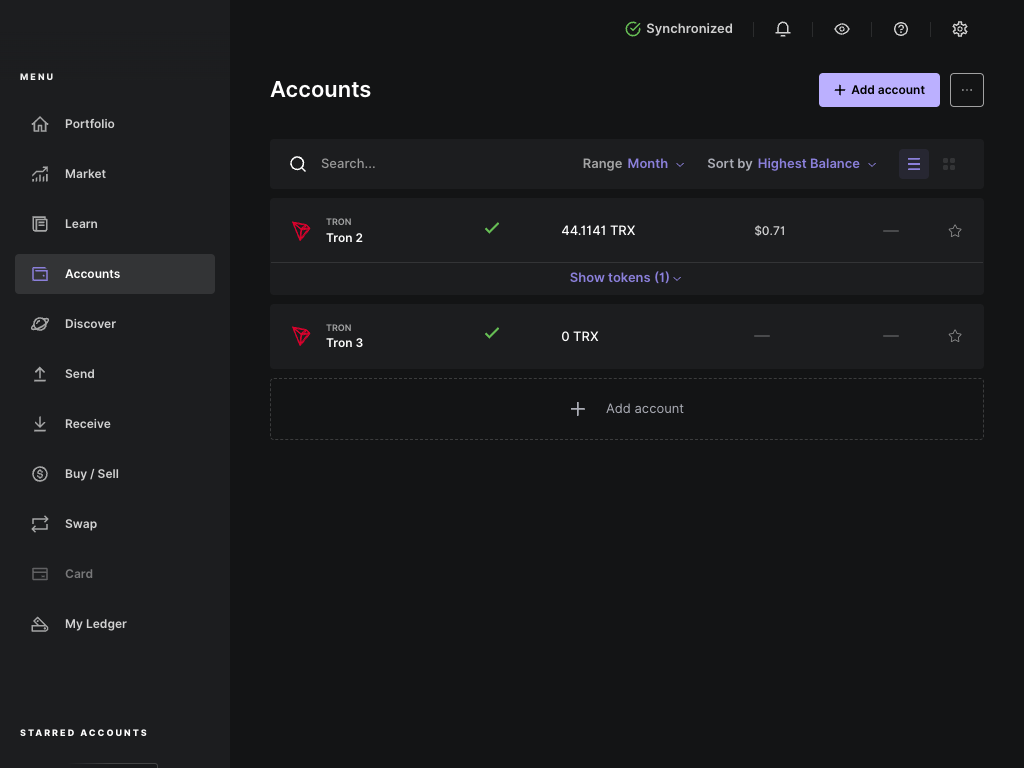 Synchronized
MENU
Portfolio
Market
Learn
Accounts
Discover
Send
Receive
Buy / Sell
Swap
Card
My Ledger
STARRED ACCOUNTS
Accounts
Add account
Search...
Range Month
Sort by Highest Balance
TRON
Tron 2
44.1141 TRX
$0.71
—
Show tokens (1)
TRON
Tron 3
0 TRX
—
—
Add account